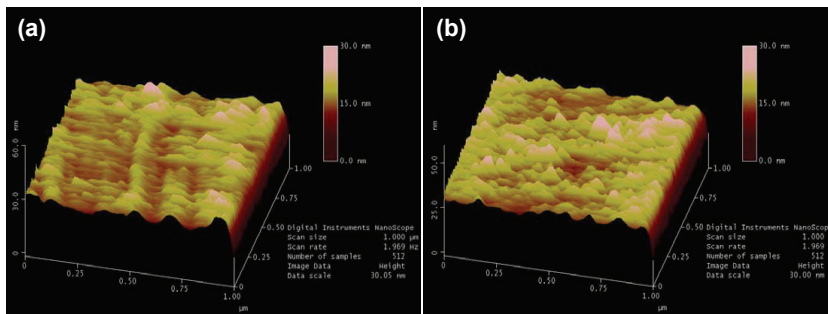 (a)
30.0 nm
15.0 nm
0.0 nm
nm
60.0
30.0
0
1.00
0.75
0.50
0.25
0
0
0.25
0.50
0.75
1.00
µm
Digital Instruments NanoScope
Scan size 1.000 µm
Scan rate 1.969 Hz
Number of samples 512
Image Data Height
Data scale 30.05 nm
(b)
30.0 nm
15.0 nm
0.0 nm
nm
50.0
25.0
0
1.00
0.75
0.50
0.25
0
0
0.25
0.50
0.75
1.00
µm
Digital Instruments NanoScope
Scan size 1.000
Scan rate 1.969
Number of samples 512
Image Data Height
Data scale 30.00 nm